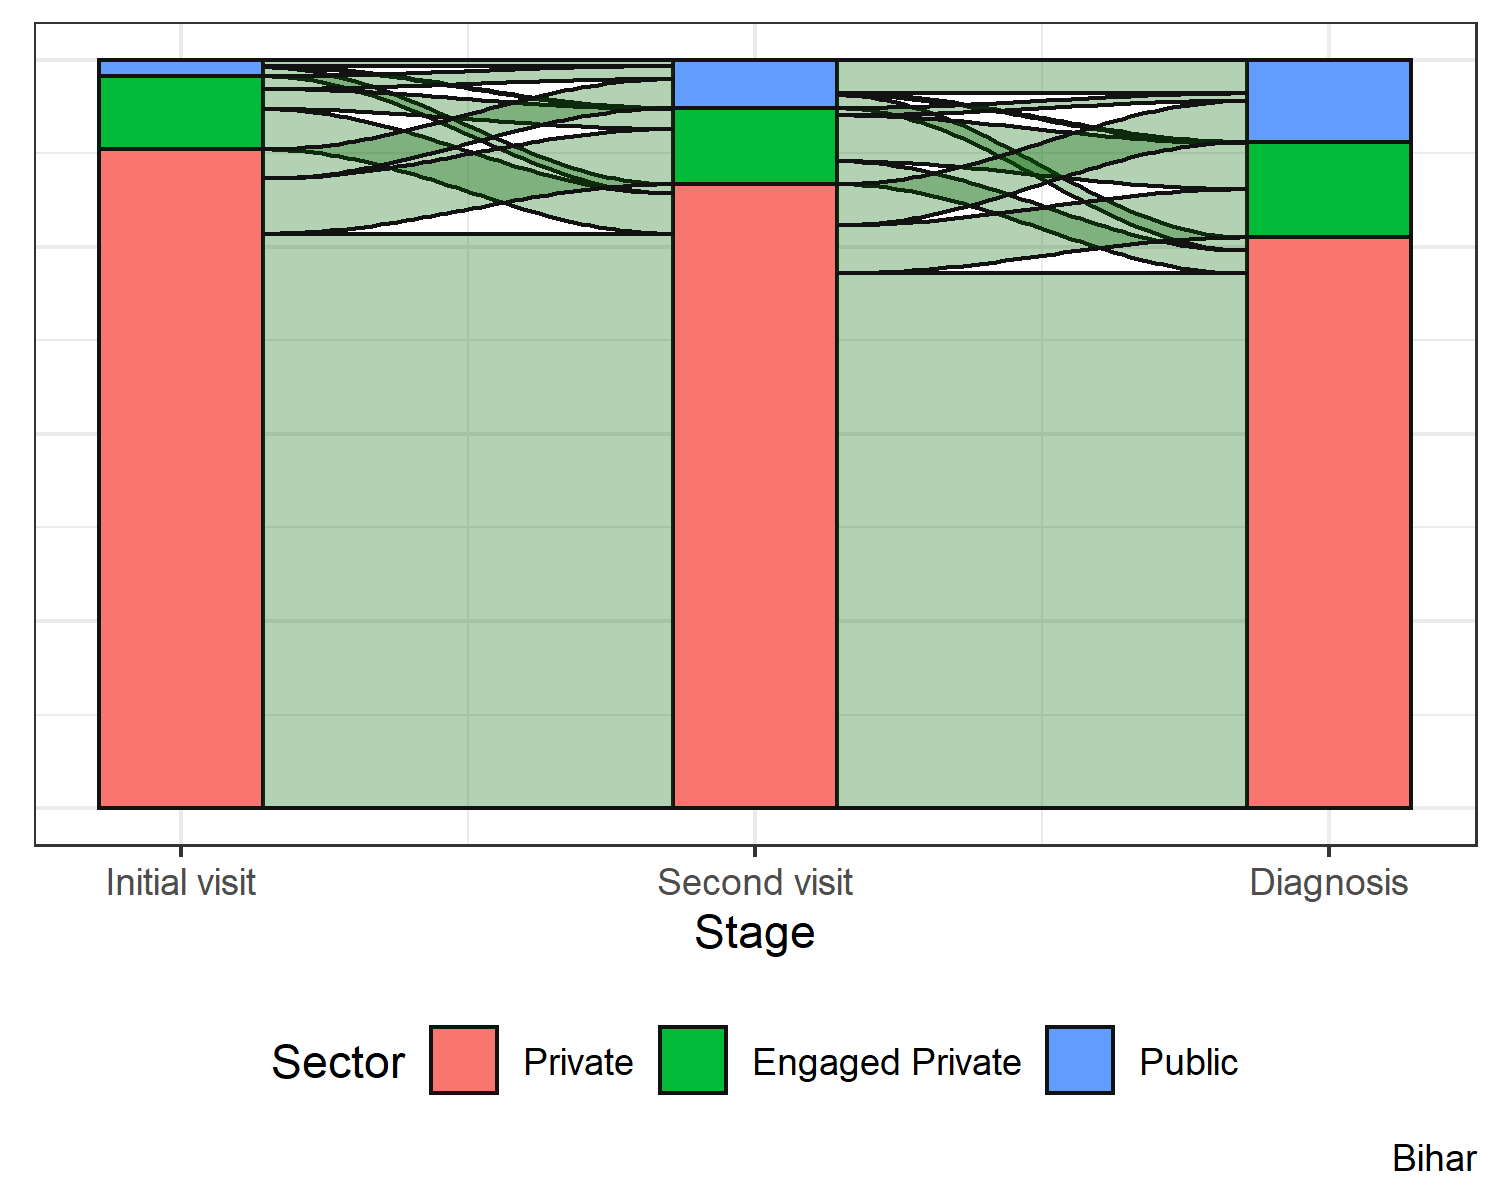 Initial visit Second visit Diagnosis
Stage
Sector Private Engaged Private Public
Bihar